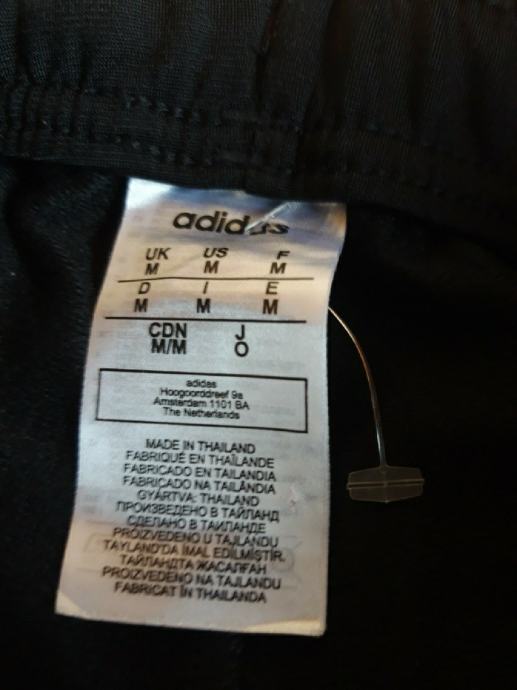 adidas
UK US F
M M M
D I E
M M M
CDN J
M/M O
adidas
Hoogoorddreef 9a
Amsterdam 1101 BA
The Netherlands
MADE IN THAILAND
FABRIQUÉ EN THAÏLANDE
FABRICADO EN TAILANDIA
FABRICADO NA TAILÂNDIA
GYÁRTVA: THAILAND
ПРОИЗВЕДЕНО В ТАЙЛАНД
СДЕЛАНО В ТАИЛАНДЕ
PROIZVEDENO U TAJLANDU
TAYLAND'DA İMAL EDİLMİŞTİR.
ТАЙЛАНДТА ЖАСАЛҒАН
PROIZVEDENO NA TAJLANDU
FABRICAT ÎN THAILANDA